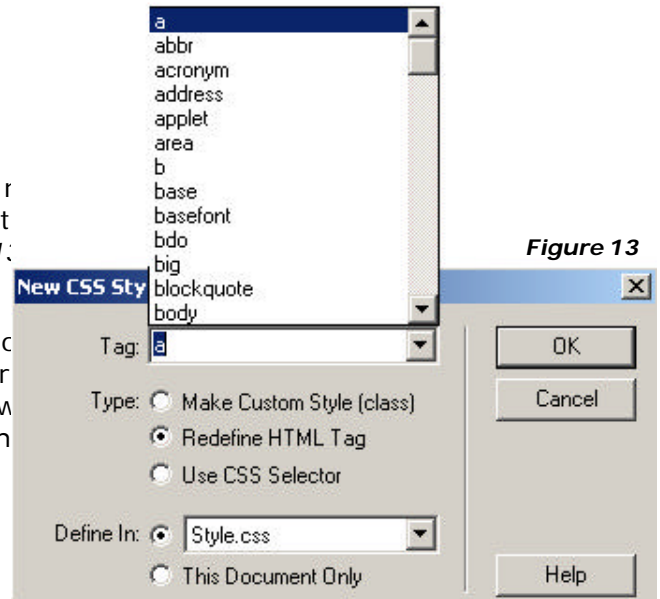 a
abbr
acronym
address
applet
area
b
base
basefont
bdo
big
blockquote
body
Figure 13
New CSS Sty
Tag: a
OK
Type: Make Custom Style (class)
Cancel
Redefine HTML Tag
Use CSS Selector
Define In: Style.css
This Document Only
Help